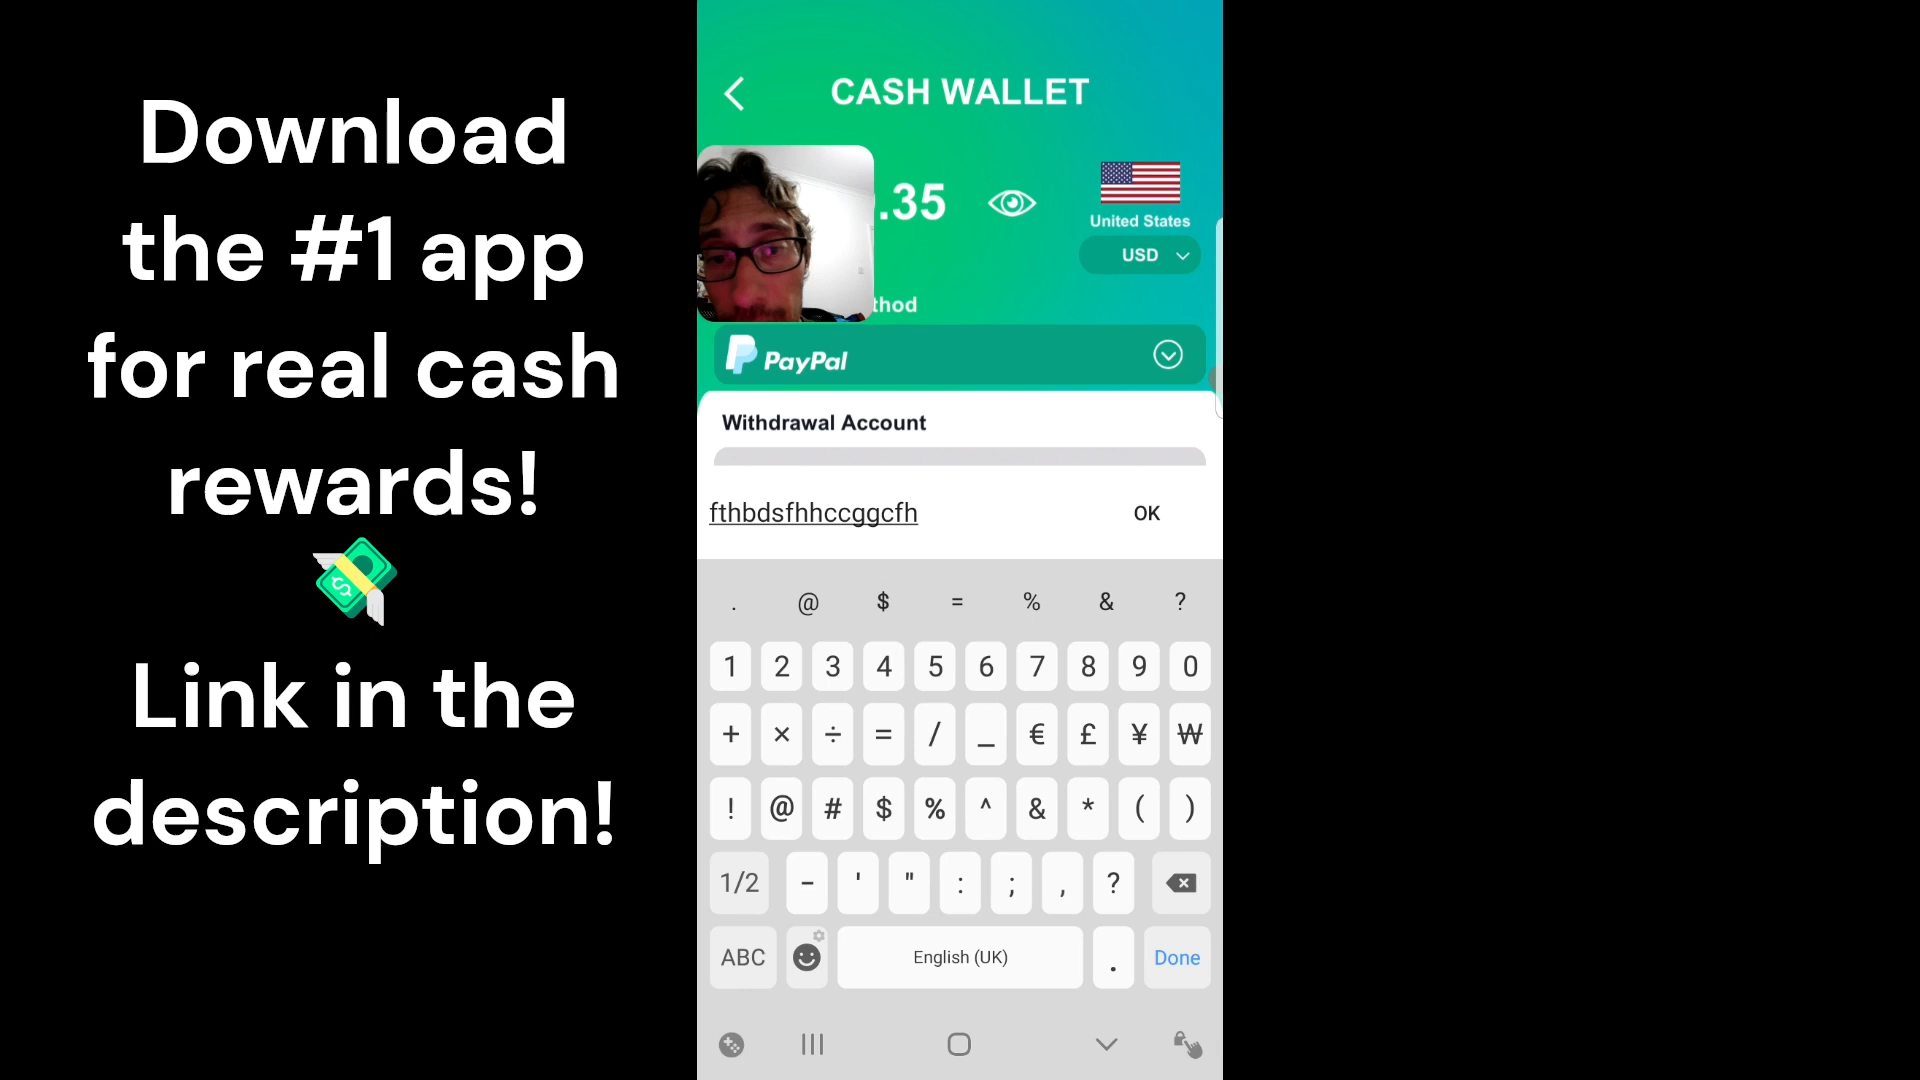 Download
the #1 app
for real cash
rewards!
Link in the
description!
CASH WALLET
.35
United States
USD
thod
PayPal
Withdrawal Account
fthbdsfhhccggcfh
OK
. @ $ = % & ?
1 2 3 4 5 6 7 8 9 0
+ × ÷ = / _ € £ ¥ ₩
! @ # $ % ^ & * ( )
1/2 - ' " : ; , ?
ABC English (UK) . Done